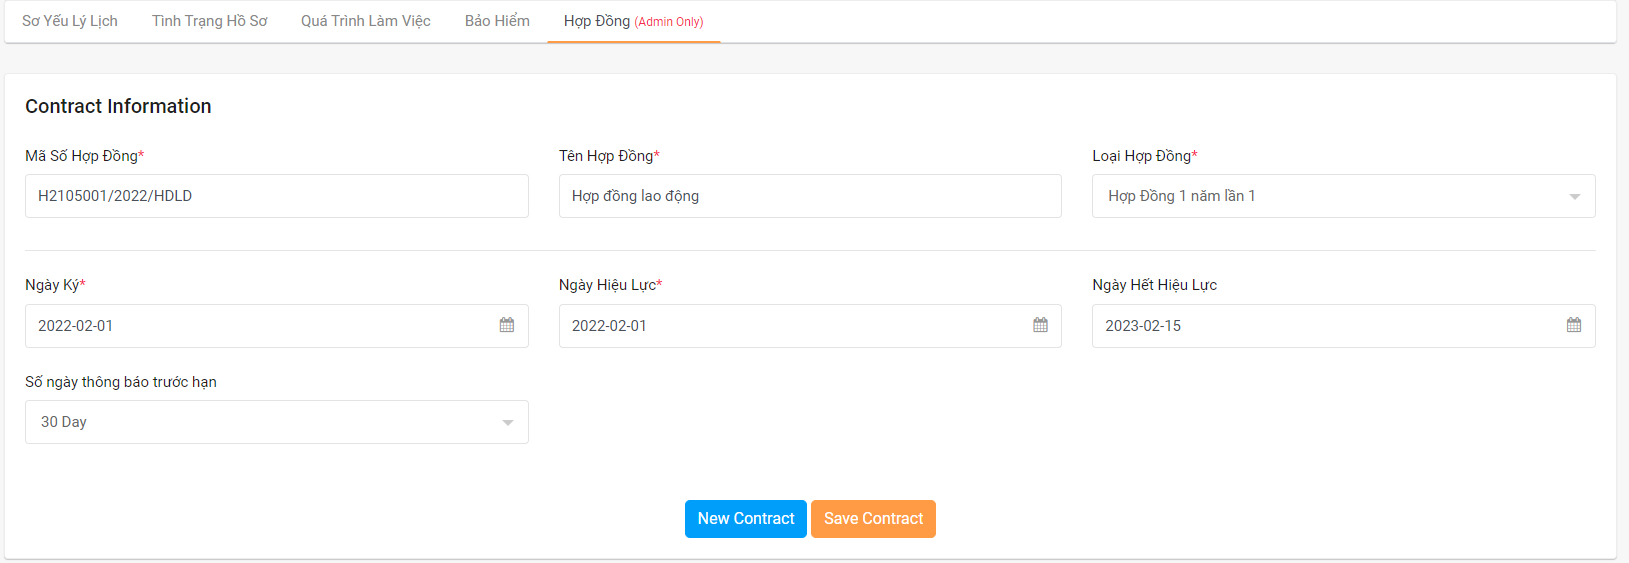 Sơ Yếu Lý Lịch Tình Trạng Hồ Sơ Quá Trình Làm Việc Bảo Hiểm Hợp Đồng (Admin Only)
Contract Information
Mã Số Hợp Đồng* Tên Hợp Đồng* Loại Hợp Đồng*
H2105001/2022/HDLD Hợp đồng lao động Hợp Đồng 1 năm lần 1
Ngày Ký* Ngày Hiệu Lực* Ngày Hết Hiệu Lực
2022-02-01 2022-02-01 2023-02-15
Số ngày thông báo trước hạn
30 Day
New Contract Save Contract